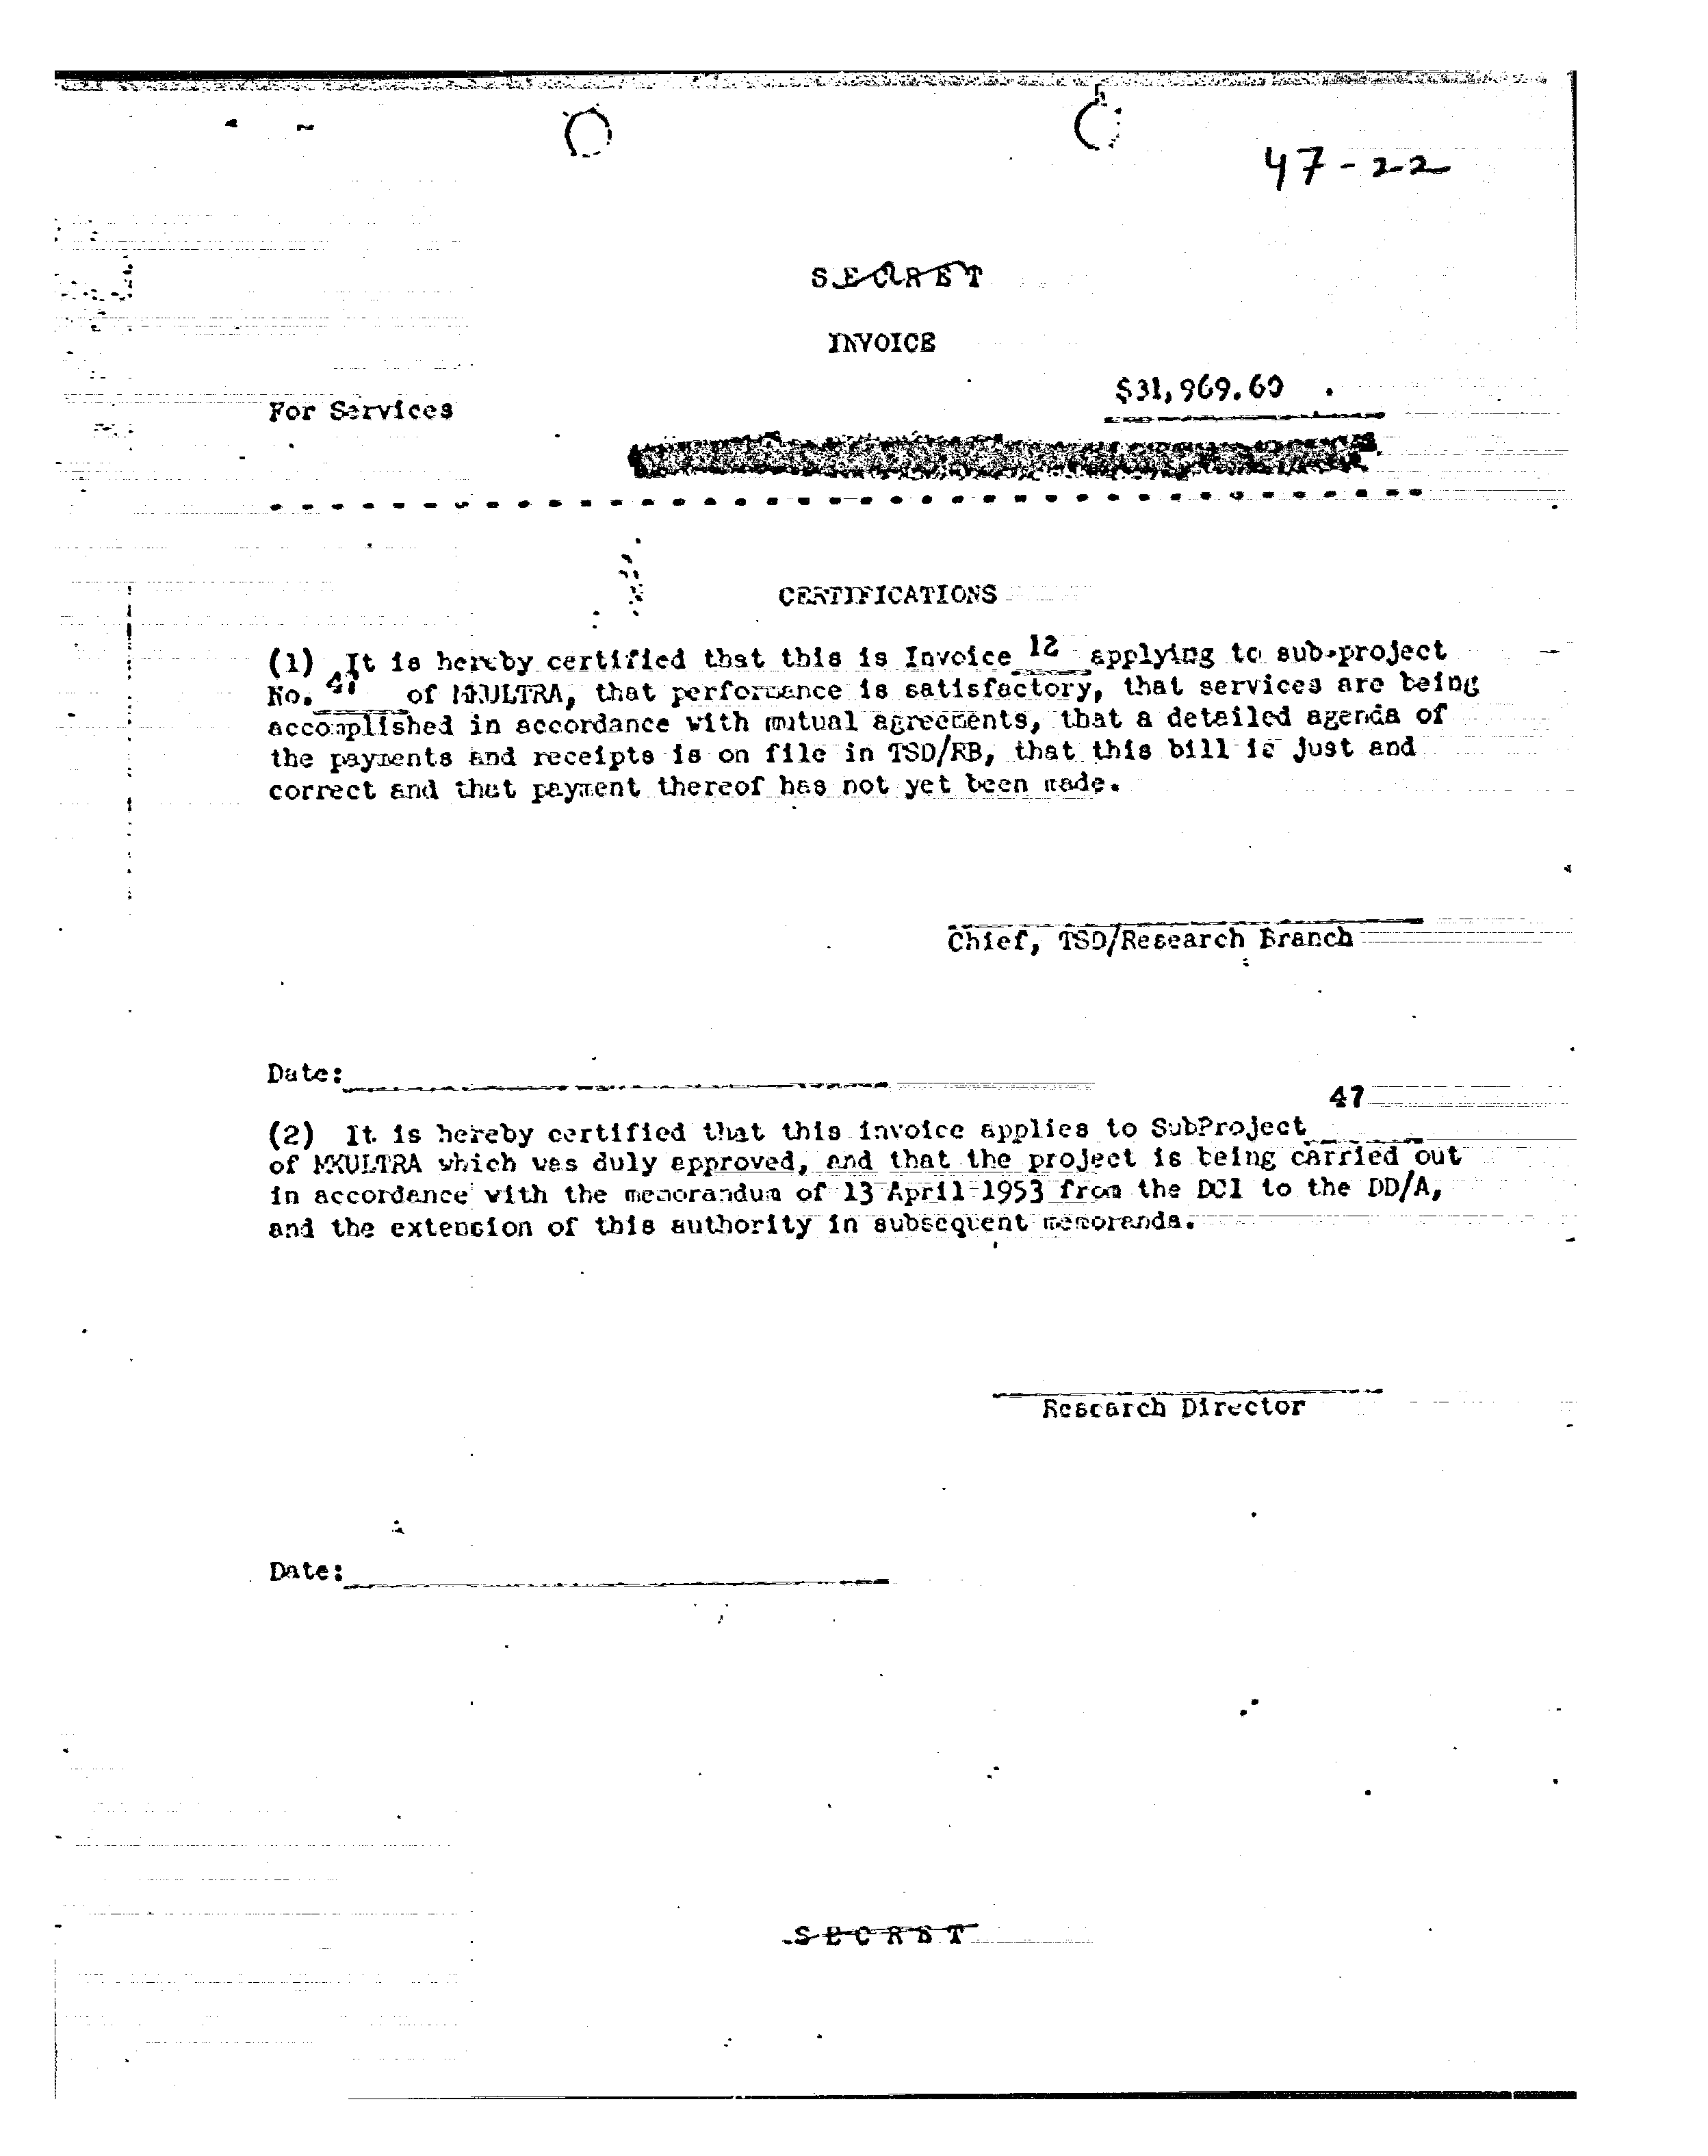 47-22
SECRET
INVOICE
$31,969.60
For Services
CERTIFICATIONS
(1) It is hereby certified that this is Invoice 12 applying to sub-project
No. 47 of MKULTRA, that performance is satisfactory, that services are being
accomplished in accordance with mutual agreements, that a detailed agenda of
the payments and receipts is on file in TSD/RB, that this bill is just and
correct and that payment thereof has not yet been made.
Chief, TSD/Research Branch
Date:
47
(2) It is hereby certified that this invoice applies to SubProject
of MKULTRA which was duly approved, and that the project is being carried out
in accordance with the memorandum of 13 April 1953 from the DCI to the DD/A,
and the extension of this authority in subsequent memoranda.
Research Director
Date:
SECRET